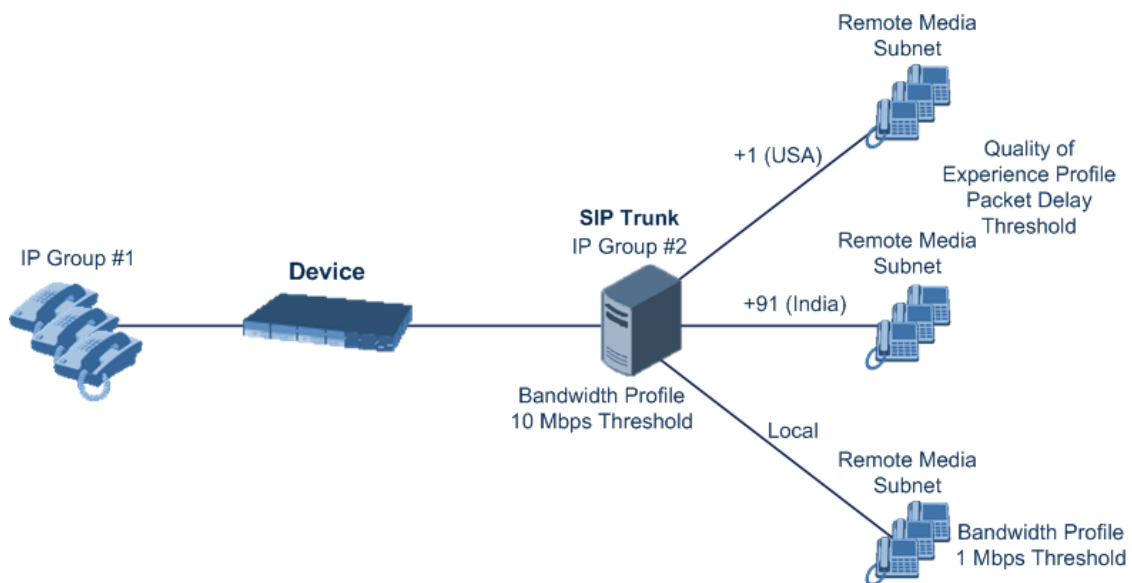 Remote Media
Subnet
+1 (USA)
Quality of
Experience Profile
Packet Delay
Threshold
SIP Trunk
IP Group #2
IP Group #1
Device
Remote Media
Subnet
+91 (India)
Bandwidth Profile
10 Mbps Threshold
Local
Remote Media
Subnet
Bandwidth Profile
1 Mbps Threshold